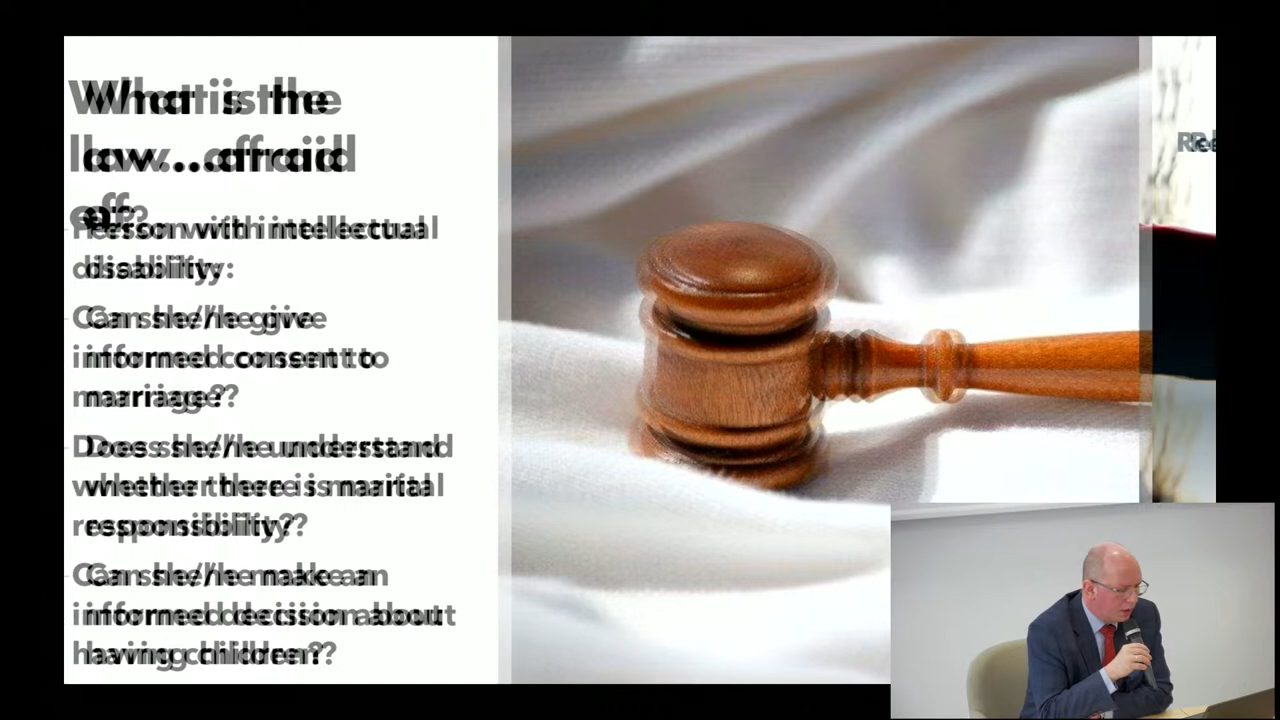 What is the
law...afraid
of?
Person with intellectual
disability:
Can she/he give
informed consent to
marriage?
Does she/he understand
whether there is marital
responsibility?
Can she/he make an
informed decision about
having children?